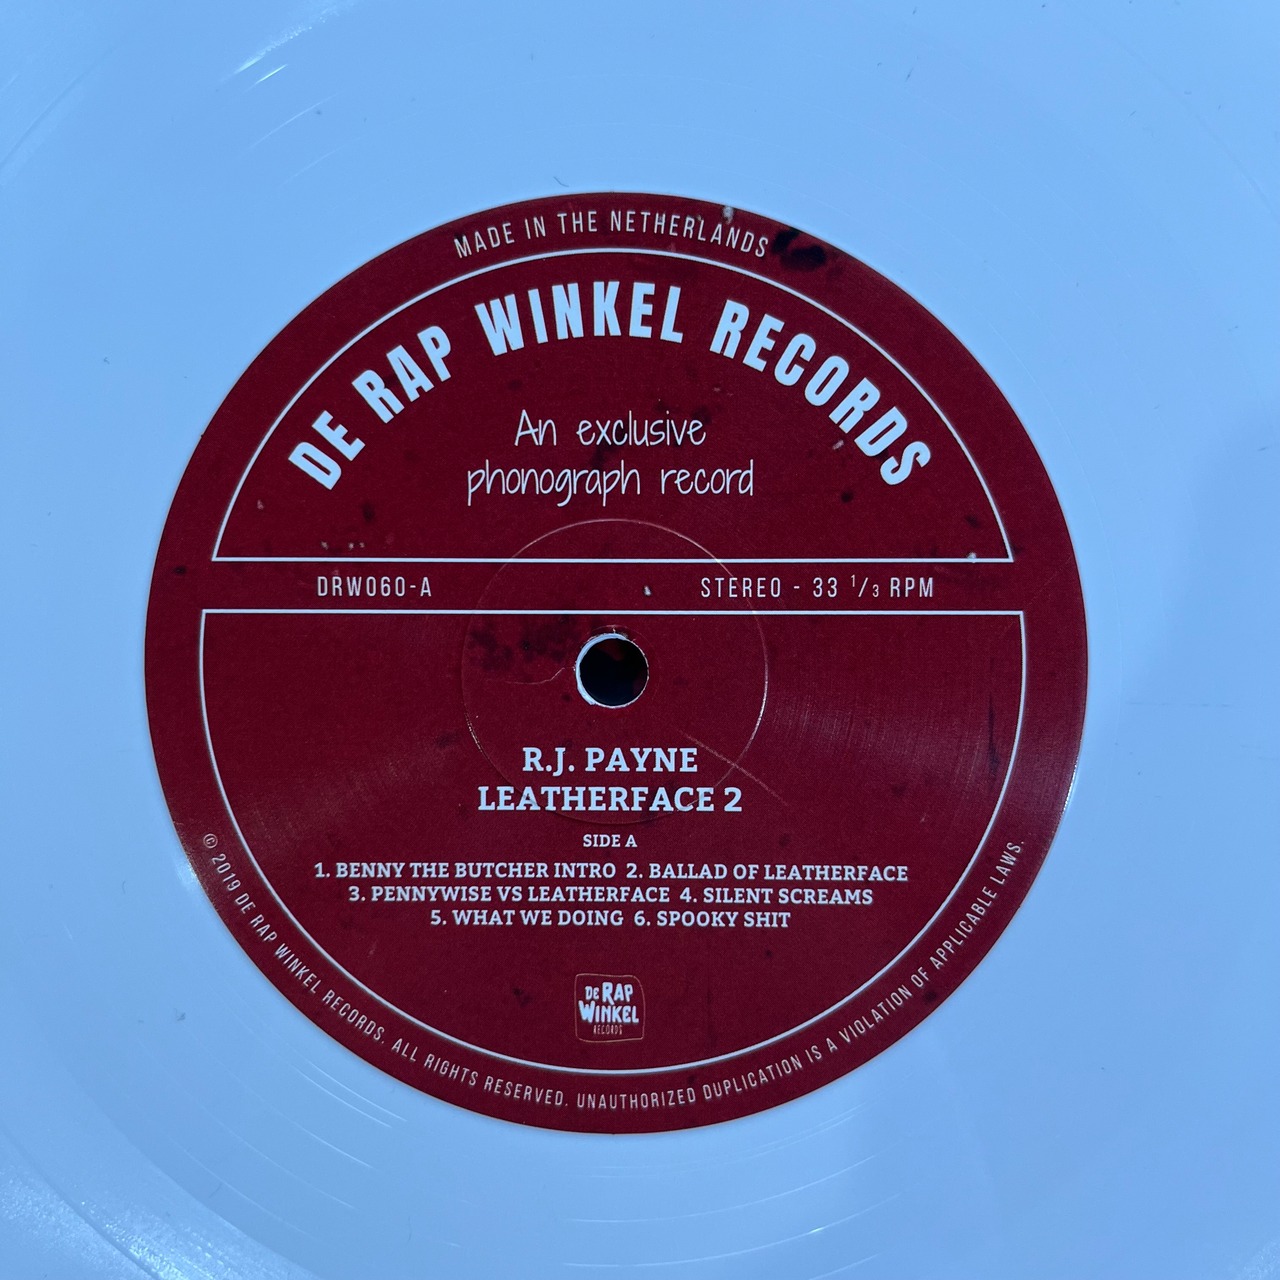 MADE IN THE NETHERLANDS
DE RAP WINKEL RECORDS
An exclusive
phonograph record
DRW060-A
STEREO - 33 1/3 RPM
R.J. PAYNE
LEATHERFACE 2
SIDE A
1. BENNY THE BUTCHER INTRO 2. BALLAD OF LEATHERFACE
3. PENNYWISE VS LEATHERFACE 4. SILENT SCREAMS
5. WHAT WE DOING 6. SPOOKY SHIT
DE RAP
WINKEL
RECORDS
© 2019 DE RAP WINKEL RECORDS. ALL RIGHTS RESERVED. UNAUTHORIZED DUPLICATION IS A VIOLATION OF APPLICABLE LAWS.